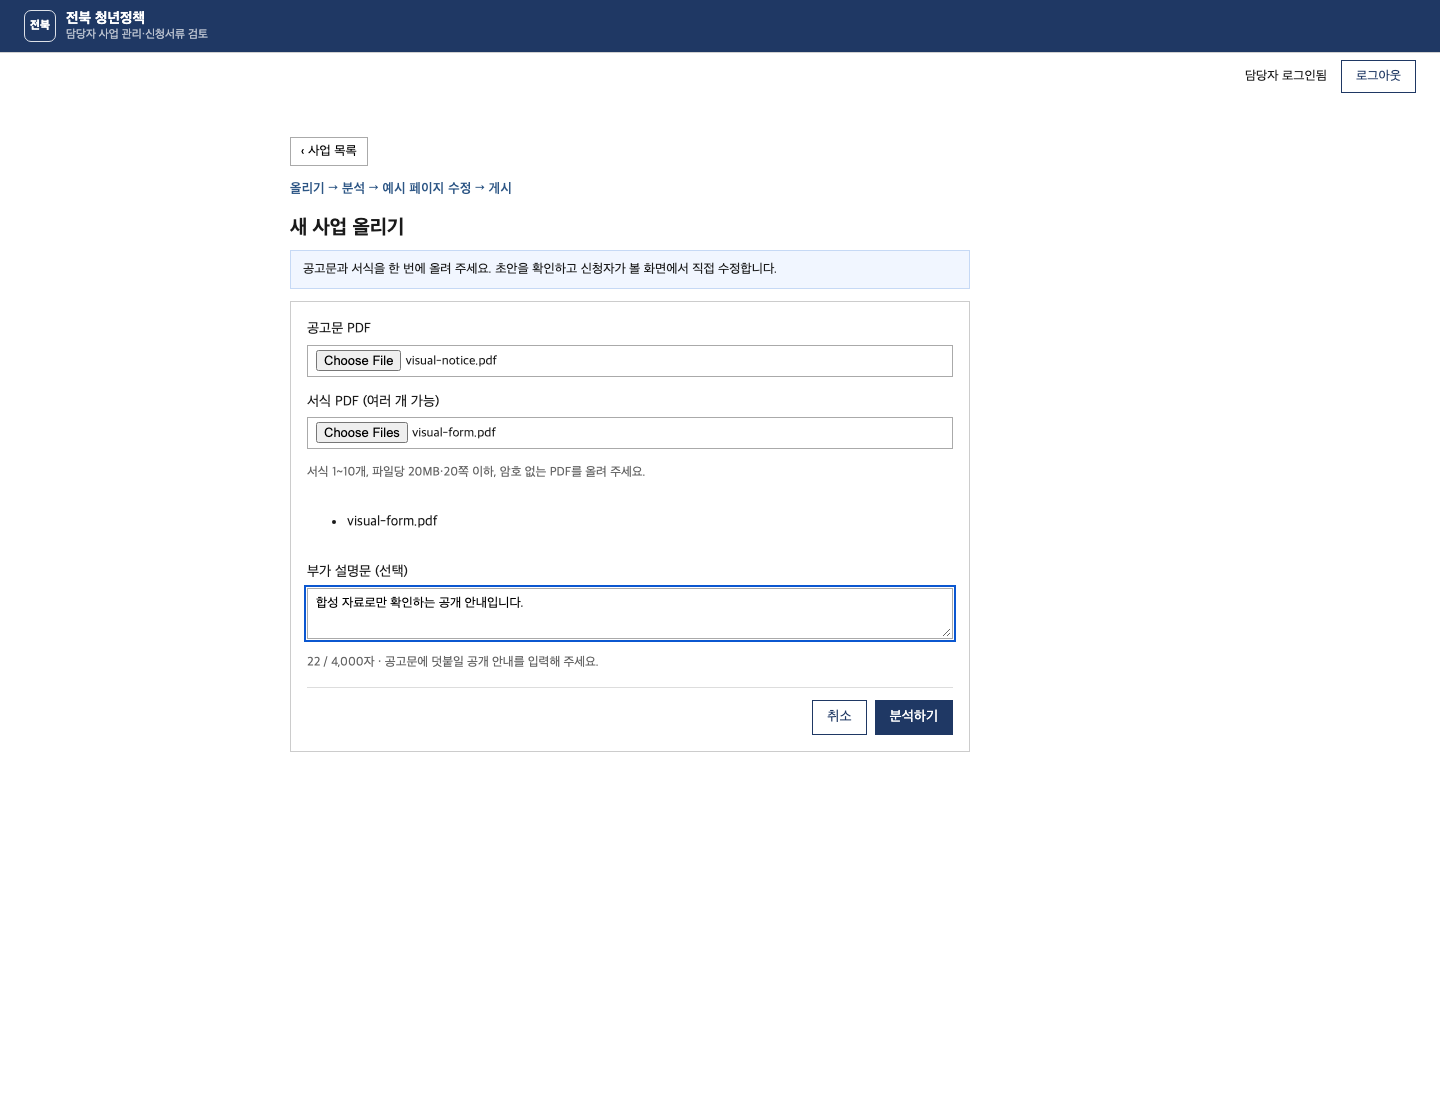 전북
전북 청년정책
담당자 사업 관리·신청서류 검토
담당자 로그인됨
로그아웃
‹ 사업 목록
올리기 → 분석 → 예시 페이지 수정 → 게시
새 사업 올리기
공고문과 서식을 한 번에 올려 주세요. 초안을 확인하고 신청자가 볼 화면에서 직접 수정합니다.
공고문 PDF
Choose File visual-notice.pdf
서식 PDF (여러 개 가능)
Choose Files visual-form.pdf
서식 1~10개, 파일당 20MB·20쪽 이하, 암호 없는 PDF를 올려 주세요.
• visual-form.pdf
부가 설명문 (선택)
합성 자료로만 확인하는 공개 안내입니다.
22 / 4,000자 · 공고문에 덧붙일 공개 안내를 입력해 주세요.
취소
분석하기